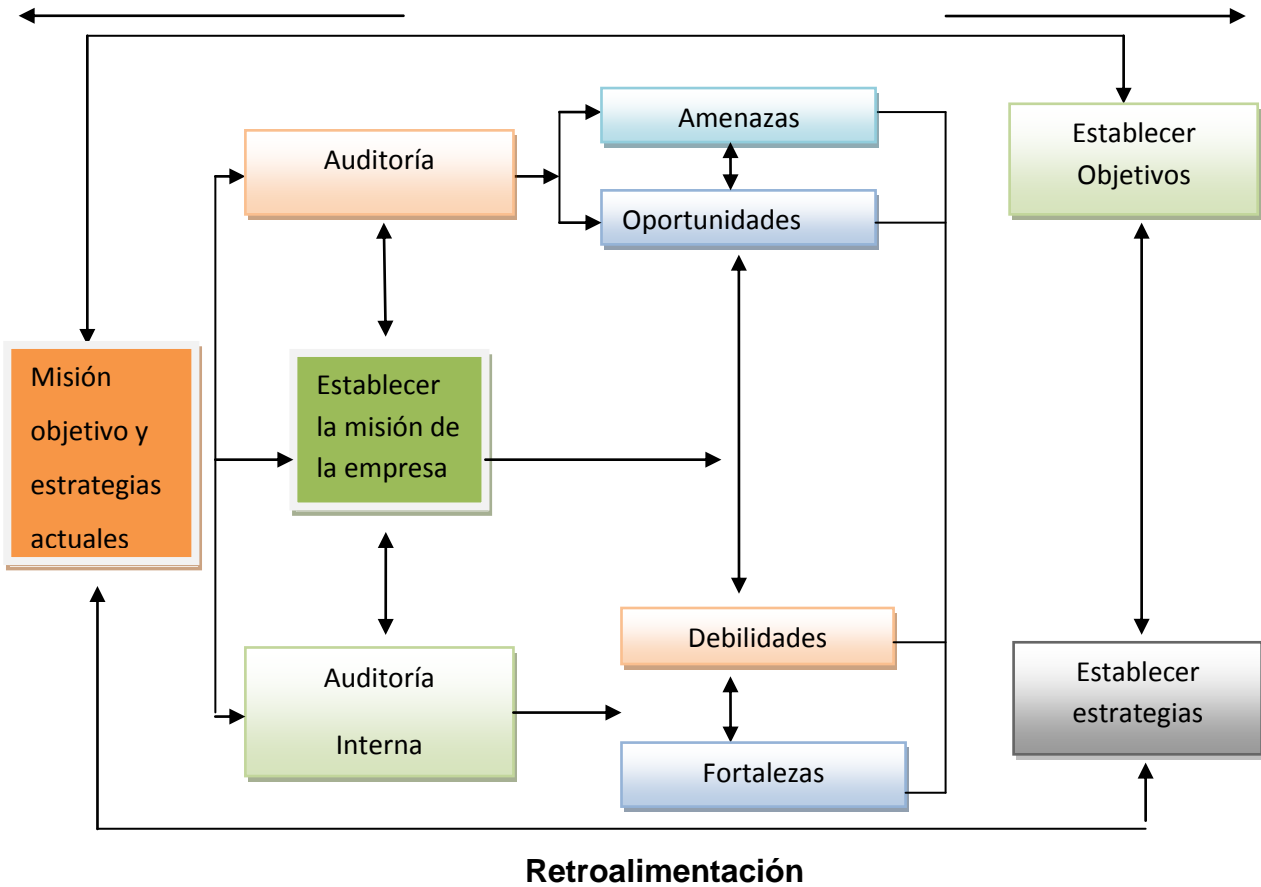 Amenazas
Auditoría
Oportunidades
Establecer
Objetivos
Misión
objetivo y
estrategias
actuales
Establecer
la misión de
la empresa
Debilidades
Auditoría
Interna
Fortalezas
Establecer
estrategias
Retroalimentación